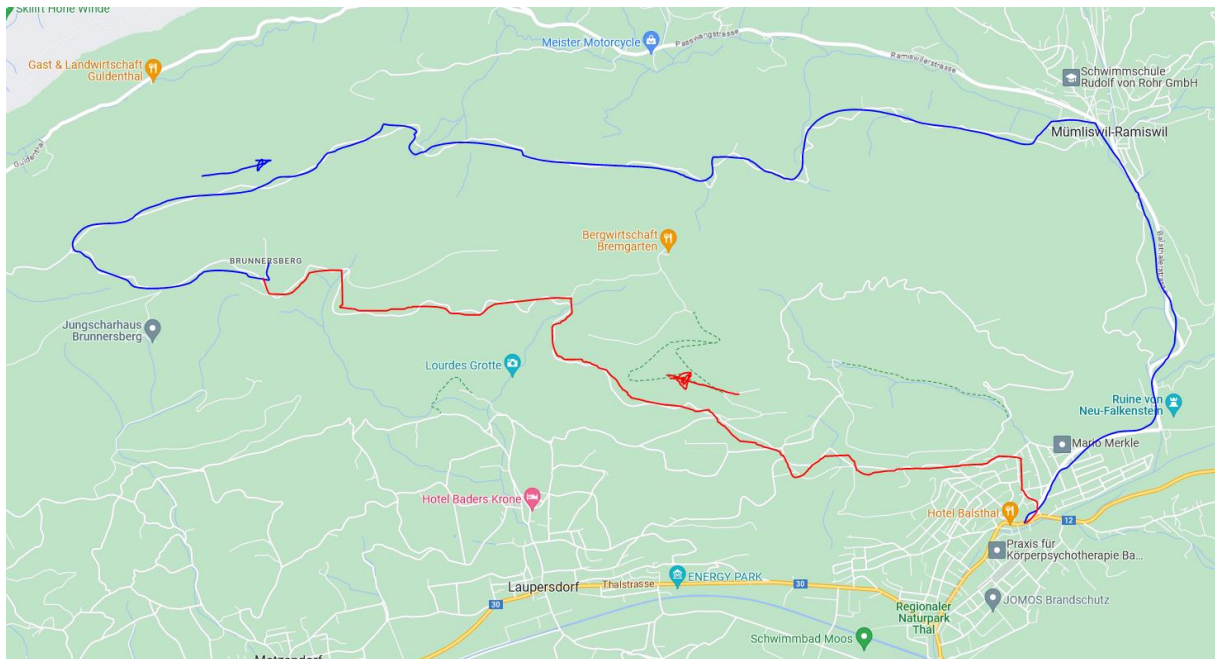 Skilift Hohe Winde
Meister Motorcycle
Passwangstrasse
Ramiswilerstrasse
Gast & Landwirtschaft
Guldenthal
Schwimmschule
Rudolf von Rohr GmbH
Mümliswil-Ramiswil
Guldental
Bergwirtschaft
Bremgarten
BRUNNERSBERG
Balsthalerstrasse
Jungscharhaus
Brunnersberg
Lourdes Grotte
Ruine von
Neu-Falkenstein
Mario Merkle
Hotel Baders Krone
Hotel Balsthal
12
Praxis für
Körperpsychotherapie Ba...
ENERGY PARK
Laupersdorf
Thalstrasse
30
30
JOMOS Brandschutz
Regionaler
Naturpark
Thal
Schwimmbad Moos
Matzendorf